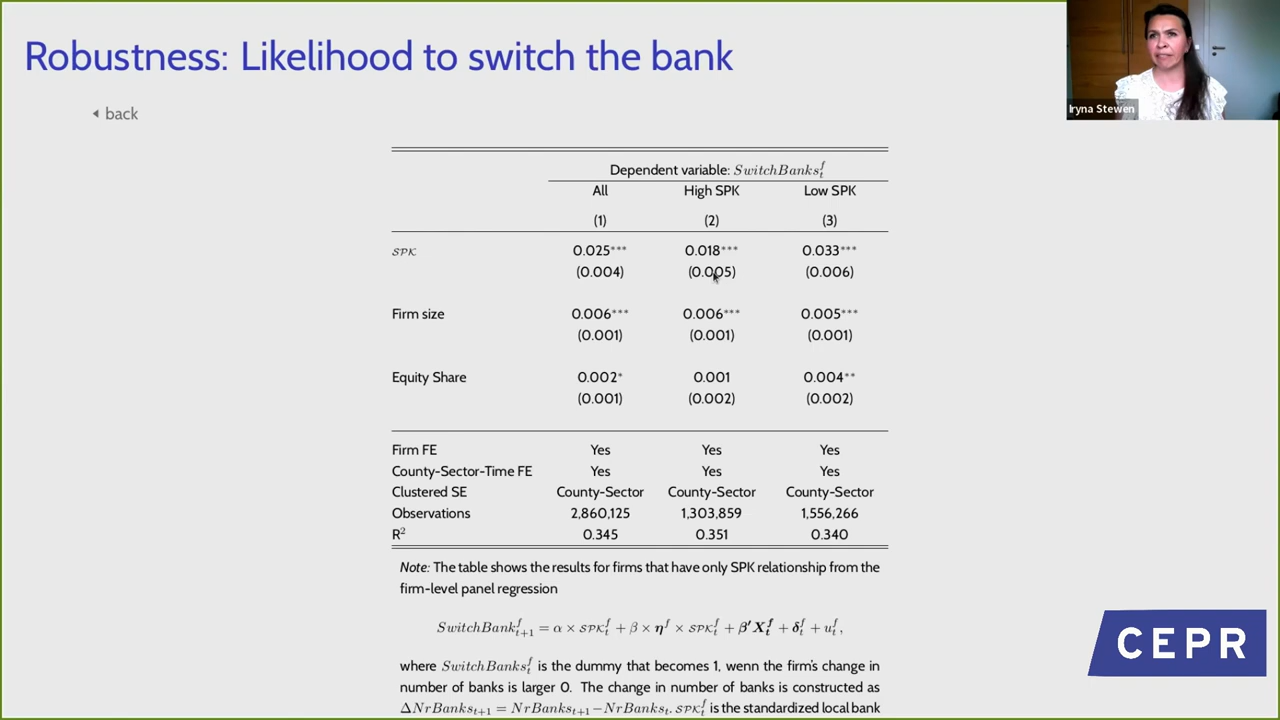 Robustness: Likelihood to switch the bank
back
Iryna Stewen
Dependent variable: SwitchBanks_t^f
All High SPK Low SPK
(1) (2) (3)
SPK 0.025*** 0.018*** 0.033***
(0.004) (0.005) (0.006)
Firm size 0.006*** 0.006*** 0.005***
(0.001) (0.001) (0.001)
Equity Share 0.002* 0.001 0.004**
(0.001) (0.002) (0.002)
Firm FE Yes Yes Yes
County-Sector-Time FE Yes Yes Yes
Clustered SE County-Sector County-Sector County-Sector
Observations 2,860,125 1,303,859 1,556,266
R² 0.345 0.351 0.340
Note: The table shows the results for firms that have only SPK relationship from the
firm-level panel regression
SwitchBank_{t+1}^f = α × SPK_t^f + β × η^f × SPK_t^f + β′X_t^f + δ_t^f + u_t^f,
where SwitchBanks_t^f is the dummy that becomes 1, wenn the firm's change in
number of banks is larger 0. The change in number of banks is constructed as
ΔNrBanks_{t+1} = NrBanks_{t+1} − NrBanks_t. SPK_t^f is the standardized local bank
CEPR